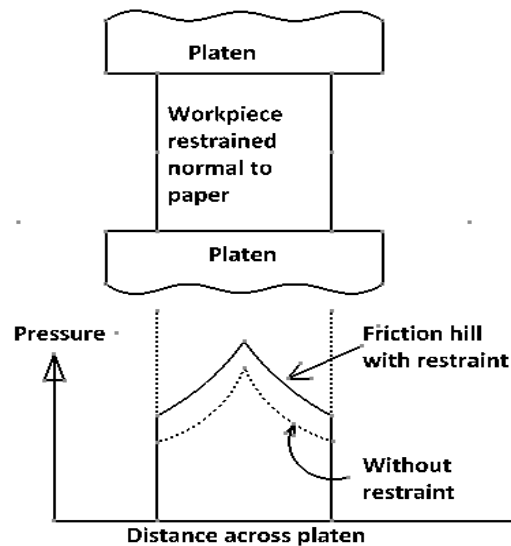 Platen
Workpiece
restrained
normal to
paper
Platen
Pressure
Friction hill
with restraint
Without
restraint
Distance across platen